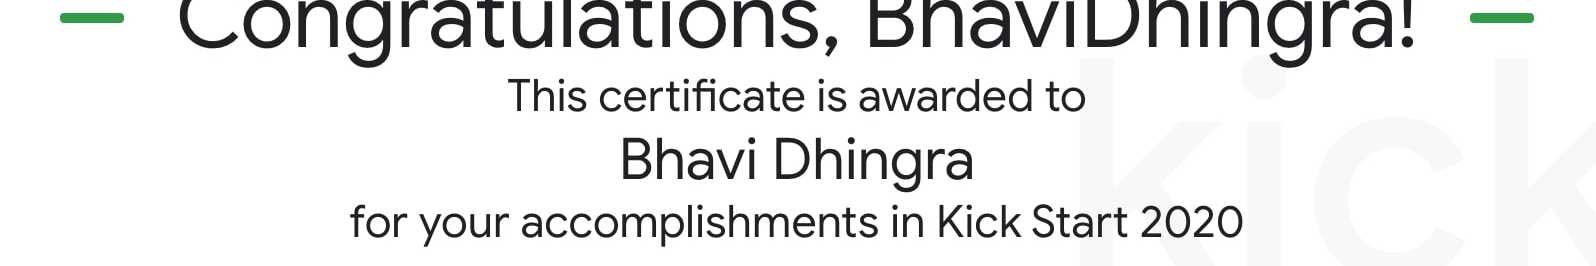 Congratulations, BhaviDhingra!
This certificate is awarded to
Bhavi Dhingra
for your accomplishments in Kick Start 2020
kick